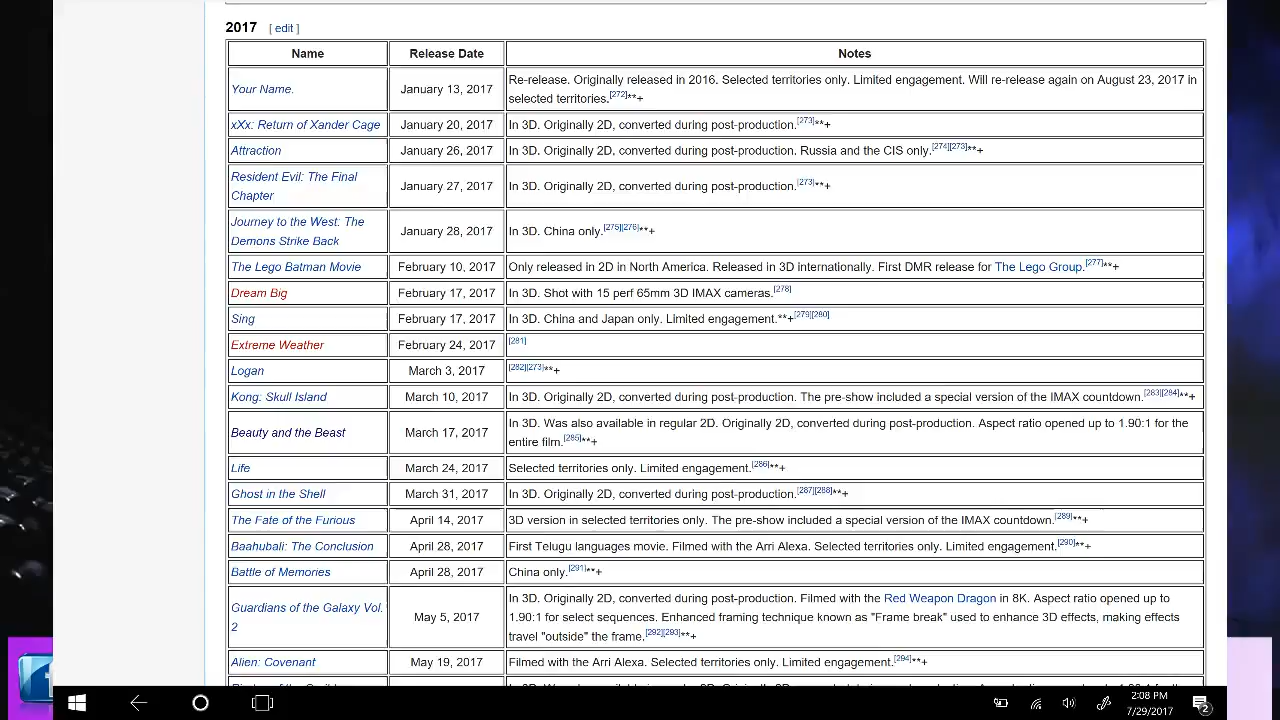 2017 [ edit ]
Name Release Date Notes
Your Name. January 13, 2017 Re-release. Originally released in 2016. Selected territories only. Limited engagement. Will re-release again on August 23, 2017 in
selected territories.[272]**+
xXx: Return of Xander Cage January 20, 2017 In 3D. Originally 2D, converted during post-production.[273]**+
Attraction January 26, 2017 In 3D. Originally 2D, converted during post-production. Russia and the CIS only.[274][273]**+
Resident Evil: The Final
Chapter January 27, 2017 In 3D. Originally 2D, converted during post-production.[273]**+
Journey to the West: The
Demons Strike Back January 28, 2017 In 3D. China only.[275][276]**+
The Lego Batman Movie February 10, 2017 Only released in 2D in North America. Released in 3D internationally. First DMR release for The Lego Group.[277]**+
Dream Big February 17, 2017 In 3D. Shot with 15 perf 65mm 3D IMAX cameras.[278]
Sing February 17, 2017 In 3D. China and Japan only. Limited engagement.**+[279][280]
Extreme Weather February 24, 2017 [281]
Logan March 3, 2017 [282][273]**+
Kong: Skull Island March 10, 2017 In 3D. Originally 2D, converted during post-production. The pre-show included a special version of the IMAX countdown.[283][284]**+
Beauty and the Beast March 17, 2017 In 3D. Was also available in regular 2D. Originally 2D, converted during post-production. Aspect ratio opened up to 1.90:1 for the
entire film.[285]**+
Life March 24, 2017 Selected territories only. Limited engagement.[286]**+
Ghost in the Shell March 31, 2017 In 3D. Originally 2D, converted during post-production.[287][288]**+
The Fate of the Furious April 14, 2017 3D version in selected territories only. The pre-show included a special version of the IMAX countdown.[289]**+
Baahubali: The Conclusion April 28, 2017 First Telugu languages movie. Filmed with the Arri Alexa. Selected territories only. Limited engagement.[290]**+
Battle of Memories April 28, 2017 China only.[291]**+
Guardians of the Galaxy Vol.
2 May 5, 2017 In 3D. Originally 2D, converted during post-production. Filmed with the Red Weapon Dragon in 8K. Aspect ratio opened up to
1.90:1 for select sequences. Enhanced framing technique known as "Frame break" used to enhance 3D effects, making effects
travel "outside" the frame.[292][293]**+
Alien: Covenant May 19, 2017 Filmed with the Arri Alexa. Selected territories only. Limited engagement.[294]**+
2:08 PM
7/29/2017
2